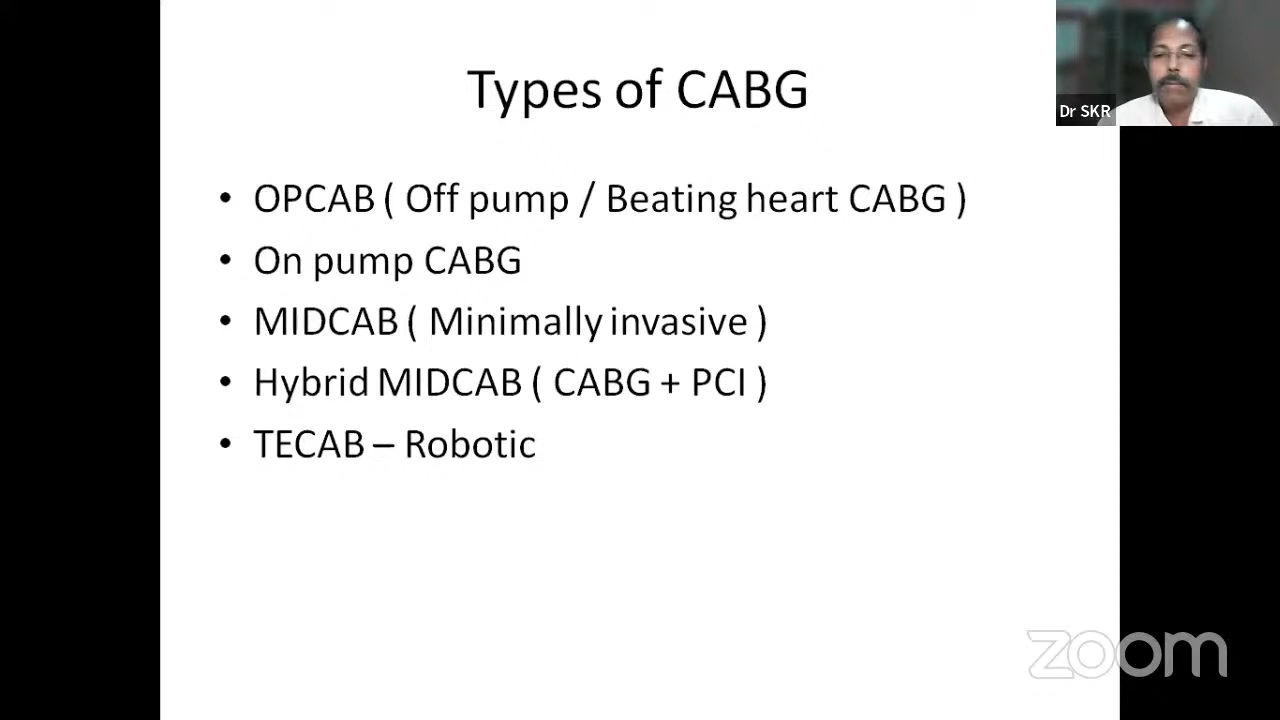 Types of CABG
Dr SKR
• OPCAB ( Off pump / Beating heart CABG )
• On pump CABG
• MIDCAB ( Minimally invasive )
• Hybrid MIDCAB ( CABG + PCI )
• TECAB – Robotic
zoom